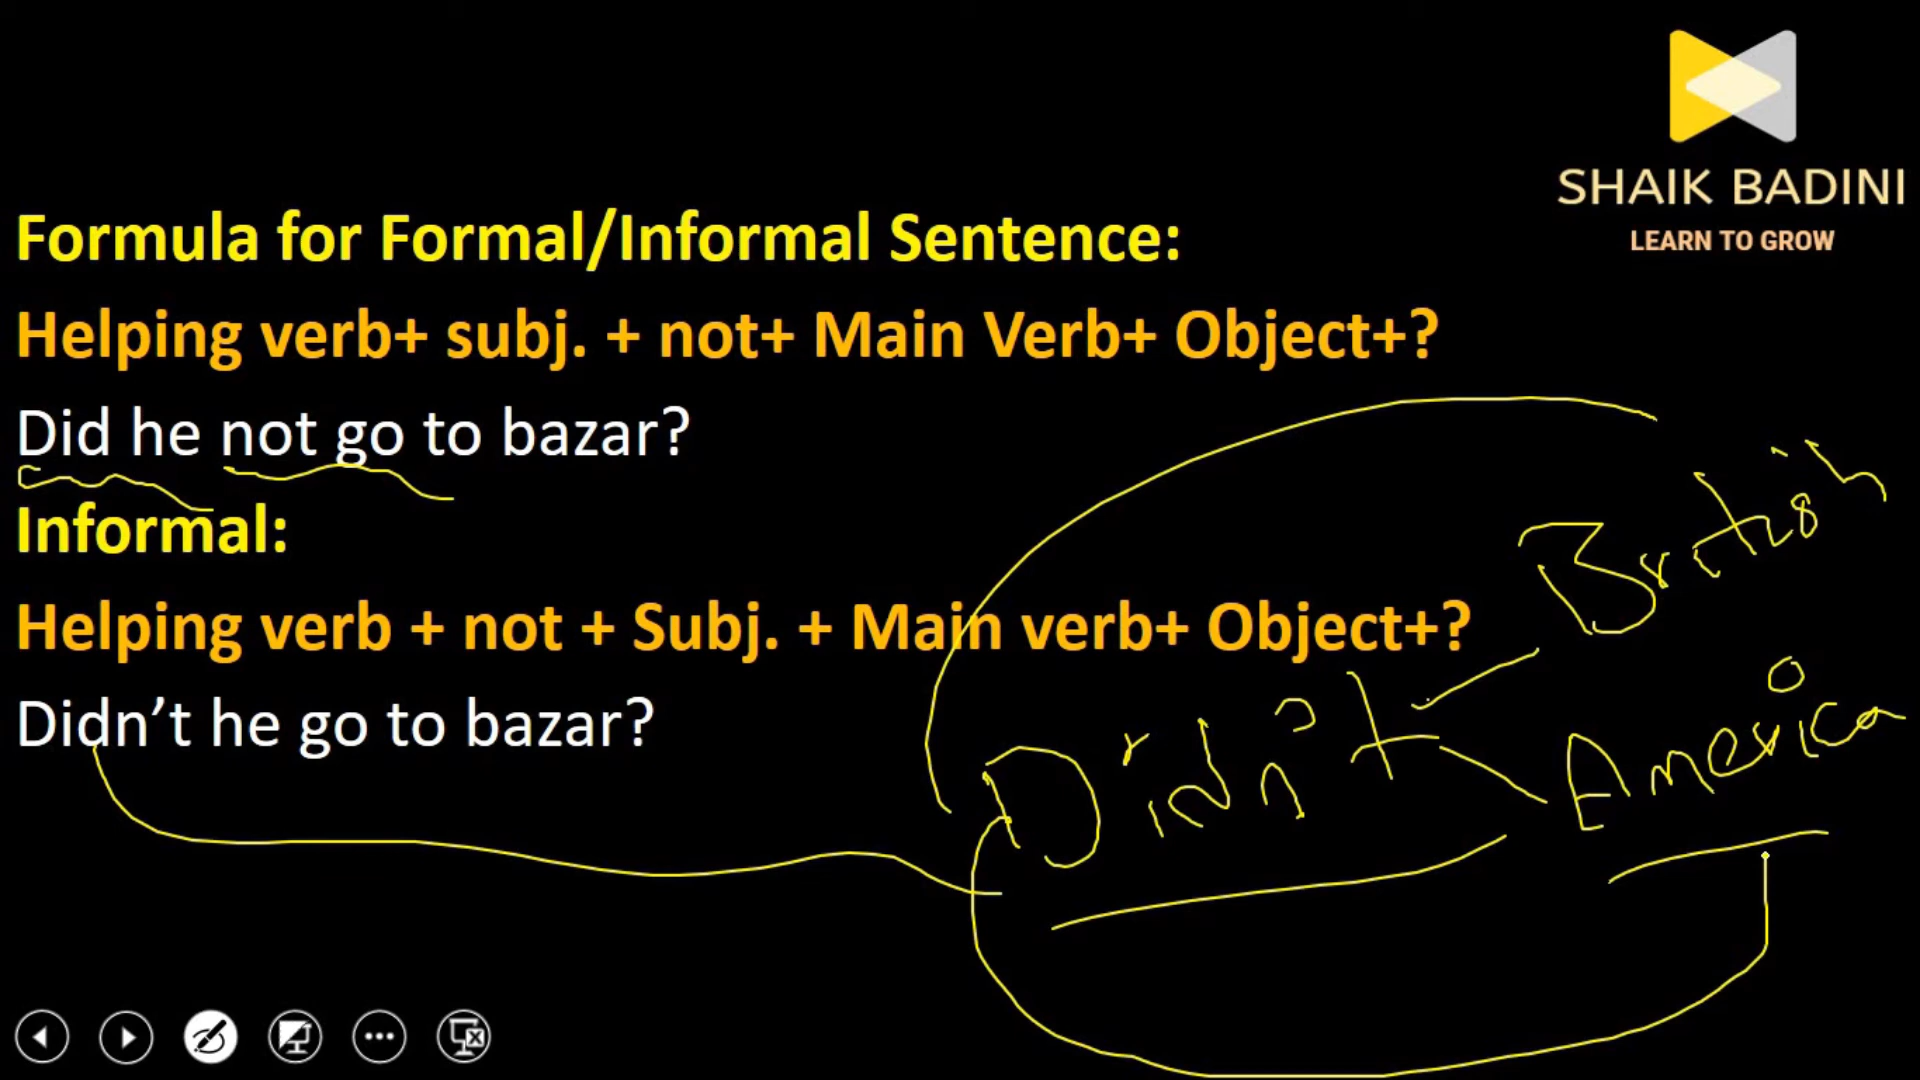 SHAIK BADINI
LEARN TO GROW
Formula for Formal/Informal Sentence:
Helping verb+ subj. + not+ Main Verb+ Object+?
Did he not go to bazar?
Informal:
Helping verb + not + Subj. + Main verb+ Object+?
Didn't he go to bazar?
British
Didn't
America